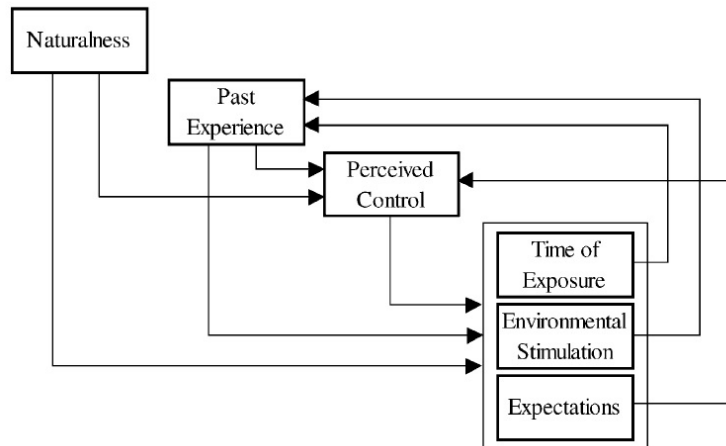 Naturalness
Past
Experience
Perceived
Control
Time of
Exposure
Environmental
Stimulation
Expectations